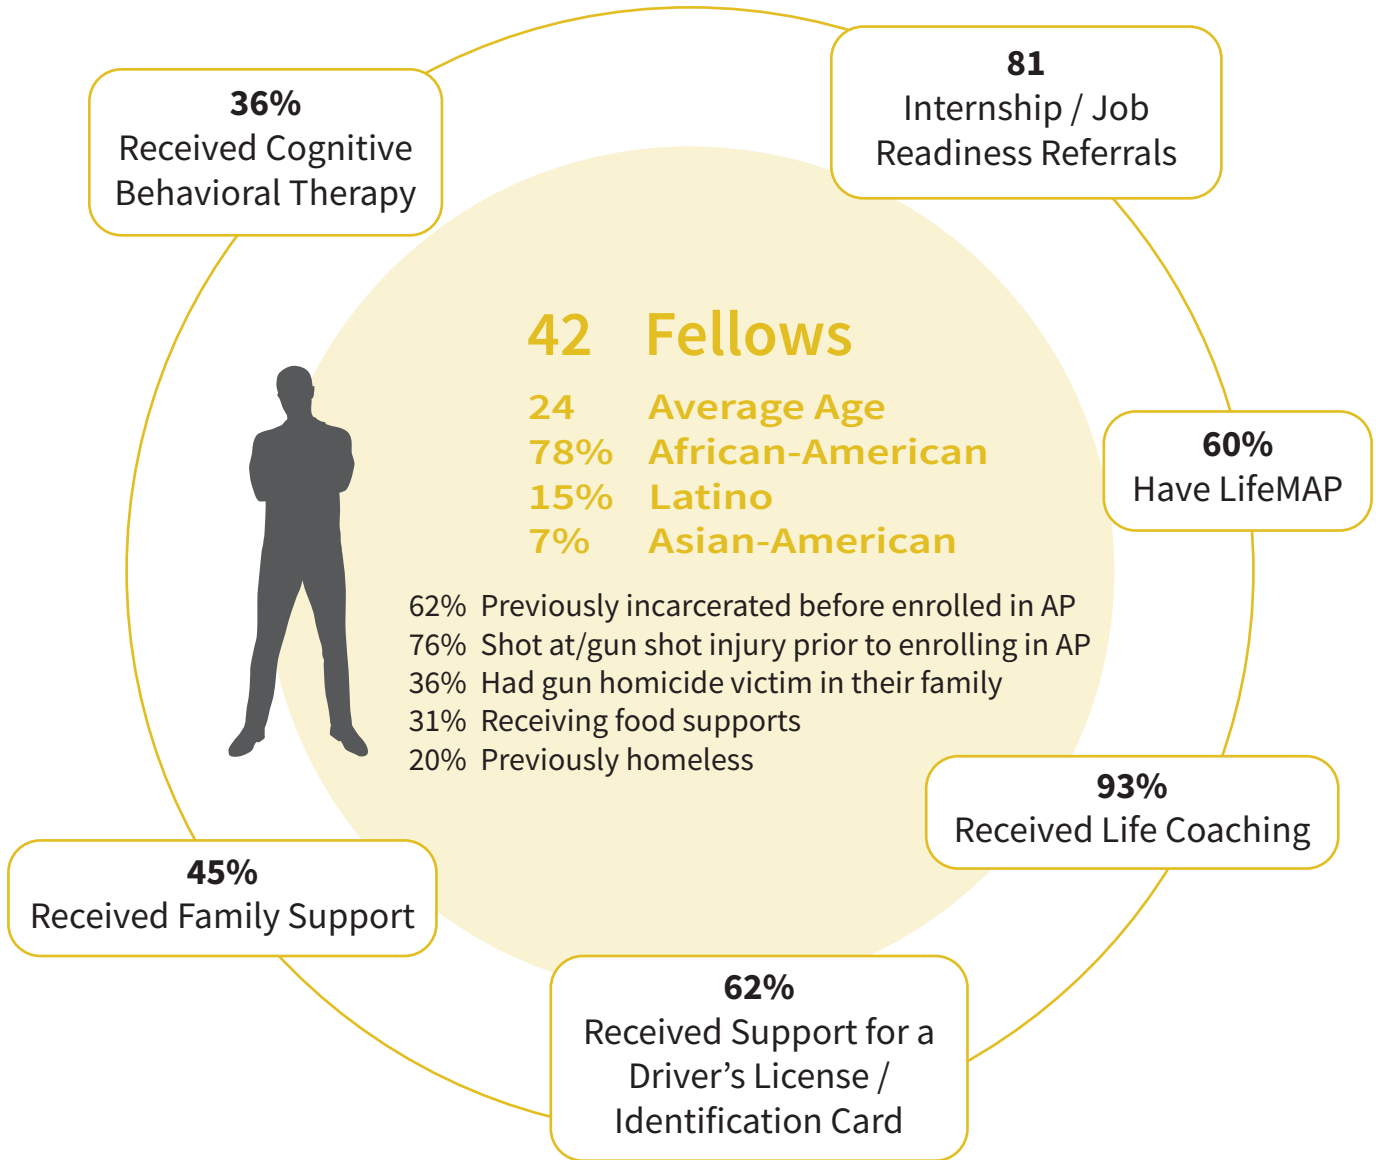 36%
Received Cognitive
Behavioral Therapy
81
Internship / Job
Readiness Referrals
42 Fellows
24 Average Age
78% African-American
15% Latino
7% Asian-American
62% Previously incarcerated before enrolled in AP
76% Shot at/gun shot injury prior to enrolling in AP
36% Had gun homicide victim in their family
31% Receiving food supports
20% Previously homeless
60%
Have LifeMAP
93%
Received Life Coaching
45%
Received Family Support
62%
Received Support for a
Driver’s License /
Identification Card